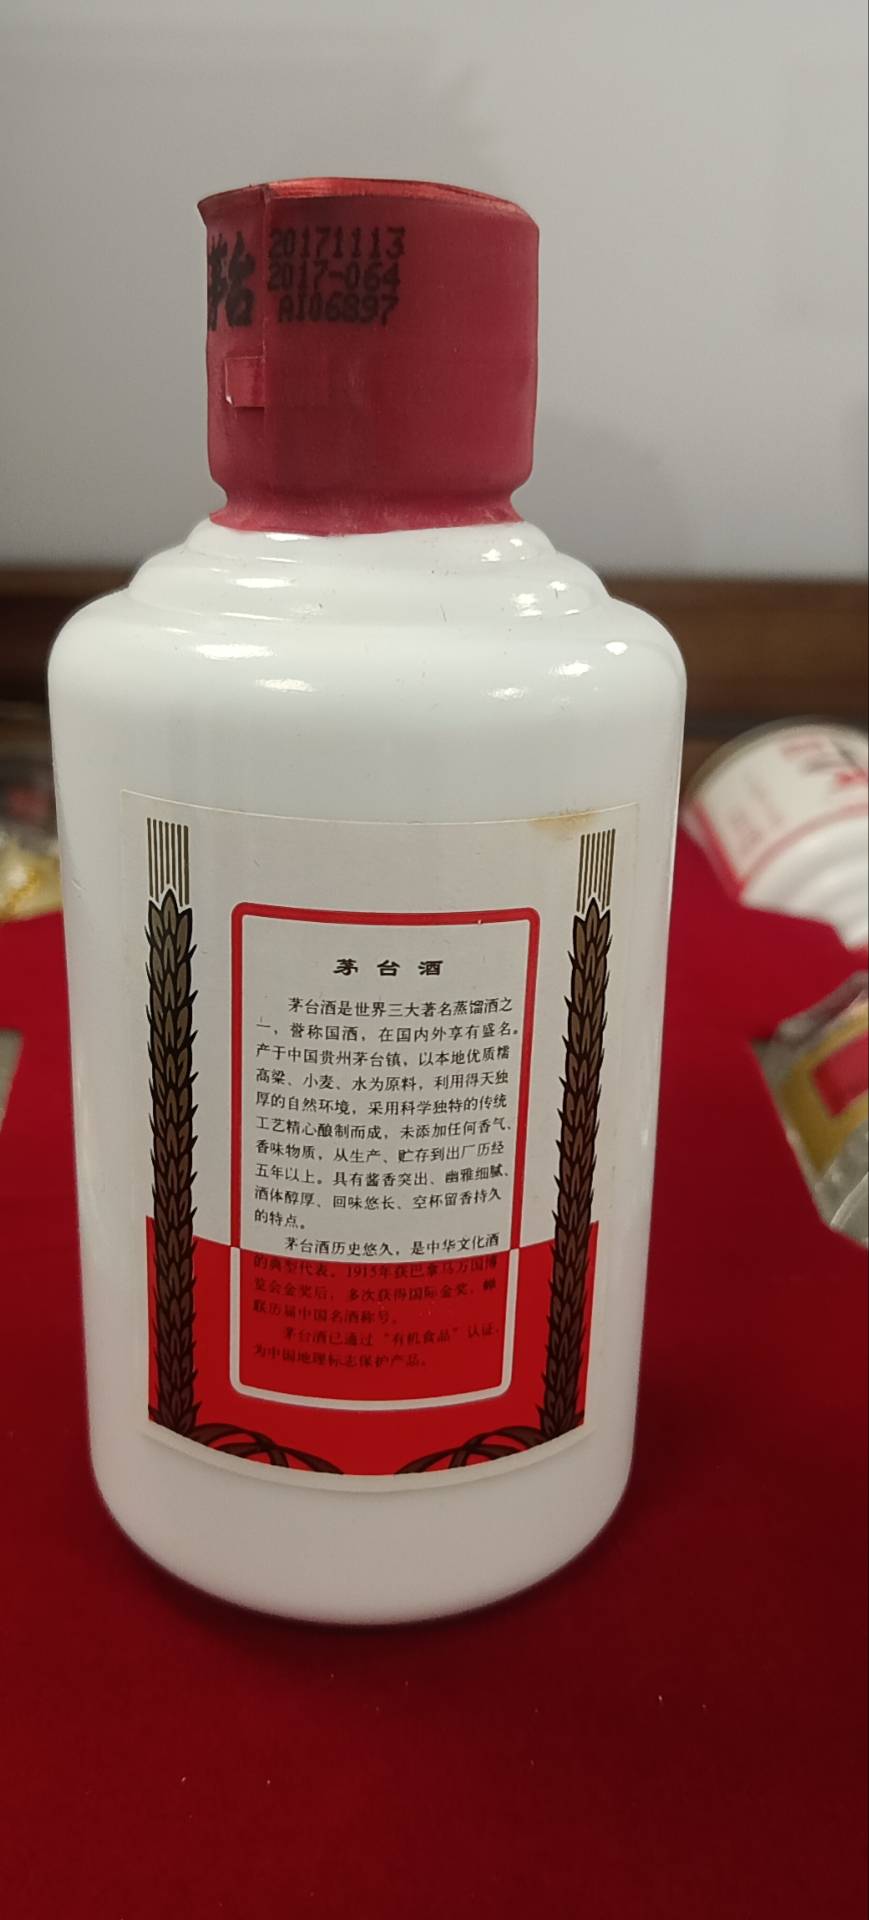 茅台
20171113
2017-064
AI06897
茅台酒
茅台酒是世界三大著名蒸馏酒之
一，誉称国酒，在国内外享有盛名。
产于中国贵州茅台镇，以本地优质糯
高粱、小麦、水为原料，利用得天独
厚的自然环境，采用科学独特的传统
工艺精心酿制而成，未添加任何香气、
香味物质，从生产、贮存到出厂历经
五年以上。具有酱香突出、幽雅细腻、
酒体醇厚、回味悠长、空杯留香持久
的特点。
茅台酒历史悠久，是中华文化酒
的典型代表。1915年获巴拿马万国博
览会金奖后，多次获得国际金奖，蝉
联历届中国名酒称号。
茅台酒已通过“有机食品”认证，
为中国地理标志保护产品。